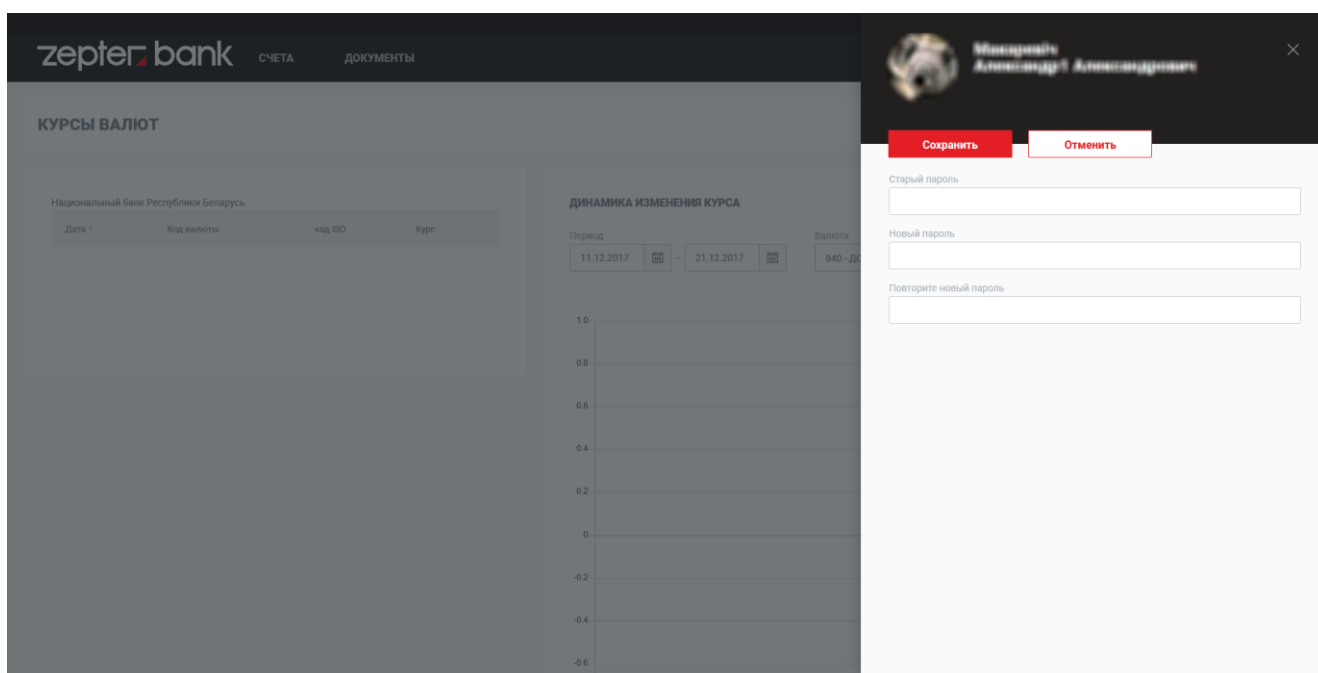 zepter bank
СЧЕТА
ДОКУМЕНТЫ
КУРСЫ ВАЛЮТ
Национальный банк Республики Беларусь
Дата ↑ Код валюты код ISO Курс
ДИНАМИКА ИЗМЕНЕНИЯ КУРСА
Период
11.12.2017 – 21.12.2017
Валюта
840 - ДО
1.0
0.8
0.6
0.4
0.2
0
-0.2
-0.4
-0.6
Сохранить
Отменить
Старый пароль
Новый пароль
Повторите новый пароль